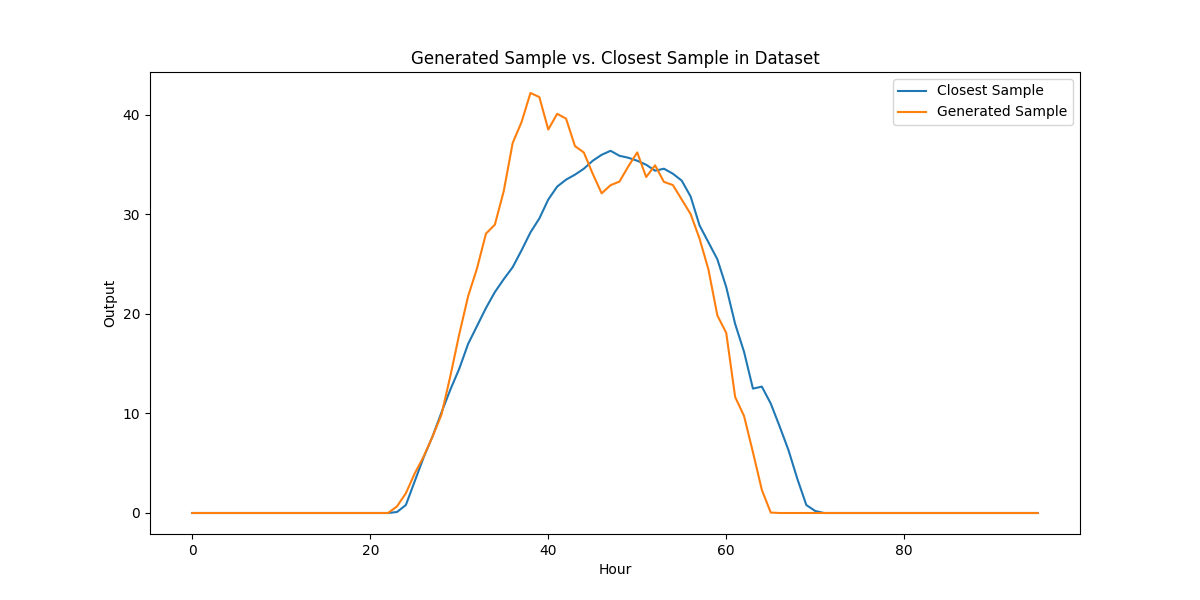 Generated Sample vs. Closest Sample in Dataset
Closest Sample
Generated Sample
40
30
20
10
0
Output
0 20 40 60 80
Hour